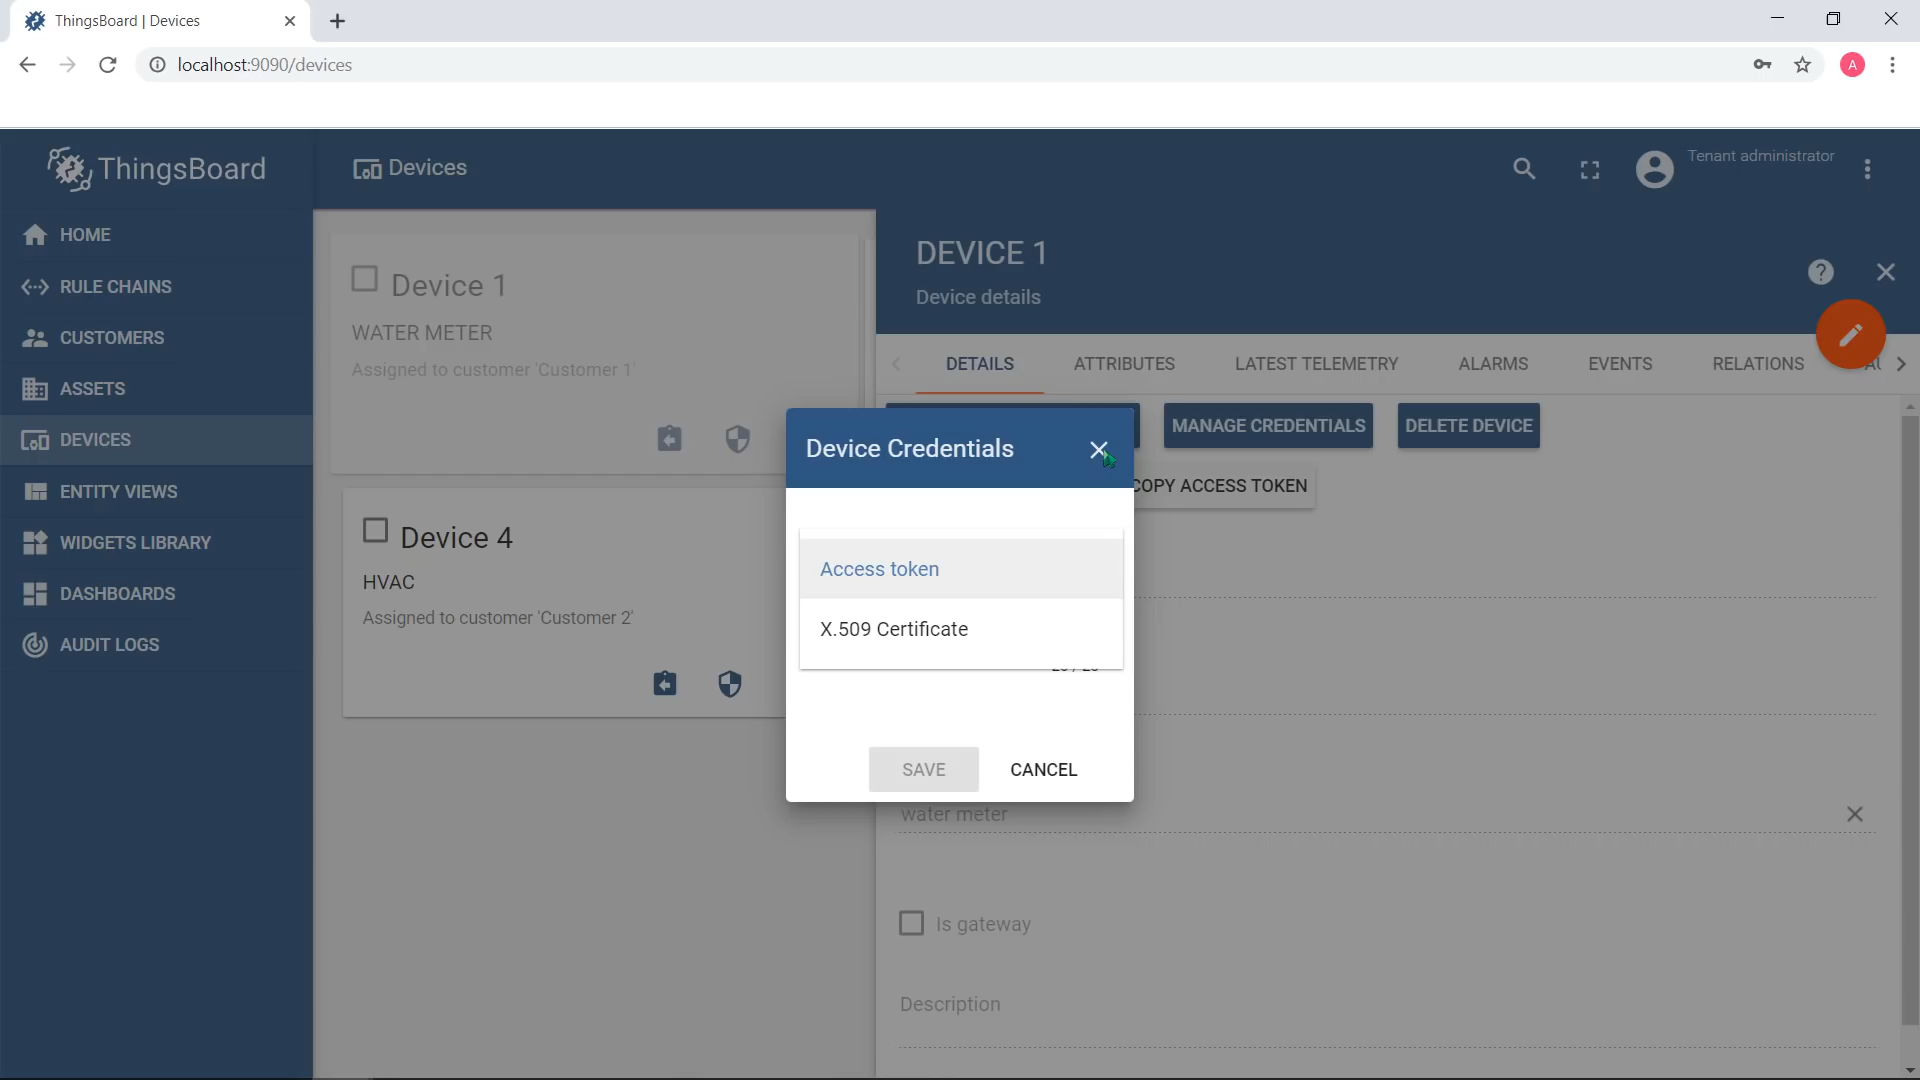 ThingsBoard | Devices
localhost:9090/devices
A
ThingsBoard
Devices
Tenant administrator
HOME
RULE CHAINS
CUSTOMERS
ASSETS
DEVICES
ENTITY VIEWS
WIDGETS LIBRARY
DASHBOARDS
AUDIT LOGS
Device 1
WATER METER
Assigned to customer 'Customer 1'
Device 4
HVAC
Assigned to customer 'Customer 2'
DEVICE 1
Device details
DETAILS
ATTRIBUTES
LATEST TELEMETRY
ALARMS
EVENTS
RELATIONS
MANAGE CREDENTIALS
DELETE DEVICE
COPY ACCESS TOKEN
Device Credentials
Access token
X.509 Certificate
SAVE
CANCEL
water meter
Is gateway
Description